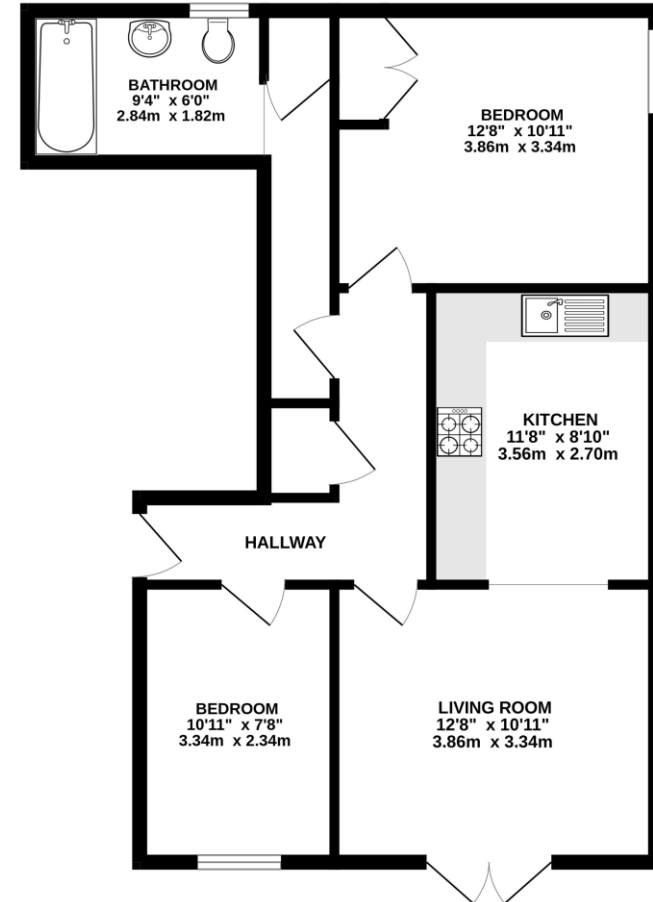 BATHROOM
9'4" x 6'0"
2.84m x 1.82m
BEDROOM
12'8" x 10'11"
3.86m x 3.34m
KITCHEN
11'8" x 8'10"
3.56m x 2.70m
HALLWAY
BEDROOM
10'11" x 7'8"
3.34m x 2.34m
LIVING ROOM
12'8" x 10'11"
3.86m x 3.34m